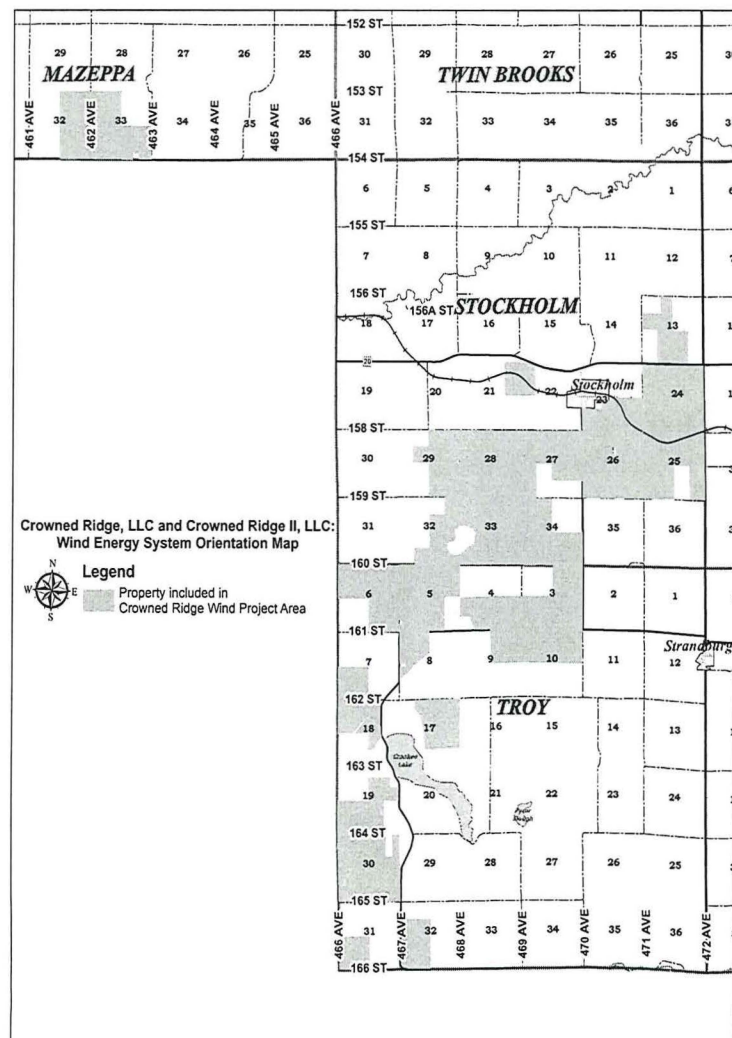 152 ST
29 28 27 26 25 30 29 28 27 26 25 30
MAZEPPA TWIN BROOKS
153 ST
461 AVE 462 AVE 463 AVE 464 AVE 465 AVE 466 AVE
32 33 34 35 36 31 32 33 34 35 36
154 ST
6 5 4 3 2 1
155 ST
7 8 9 10 11 12
156 ST
156A ST STOCKHOLM
18 17 16 15 14 13
20
Stockholm
19 20 21 22 23 24
158 ST
30 29 28 27 26 25
159 ST
31 32 33 34 35 36
Crowned Ridge, LLC and Crowned Ridge II, LLC:
Wind Energy System Orientation Map
N
W E
S
Legend
Property included in
Crowned Ridge Wind Project Area
160 ST
6 5 4 3 2 1
161 ST
Strandburg
7 8 9 10 11 12
162 ST
TROY
18 17 16 15 14 13
163 ST
Lake
19 20 21 22 23 24
164 ST
30 29 28 27 26 25
165 ST
466 AVE 467 AVE 468 AVE 469 AVE 470 AVE 471 AVE 472 AVE
31 32 33 34 35 36
166 ST